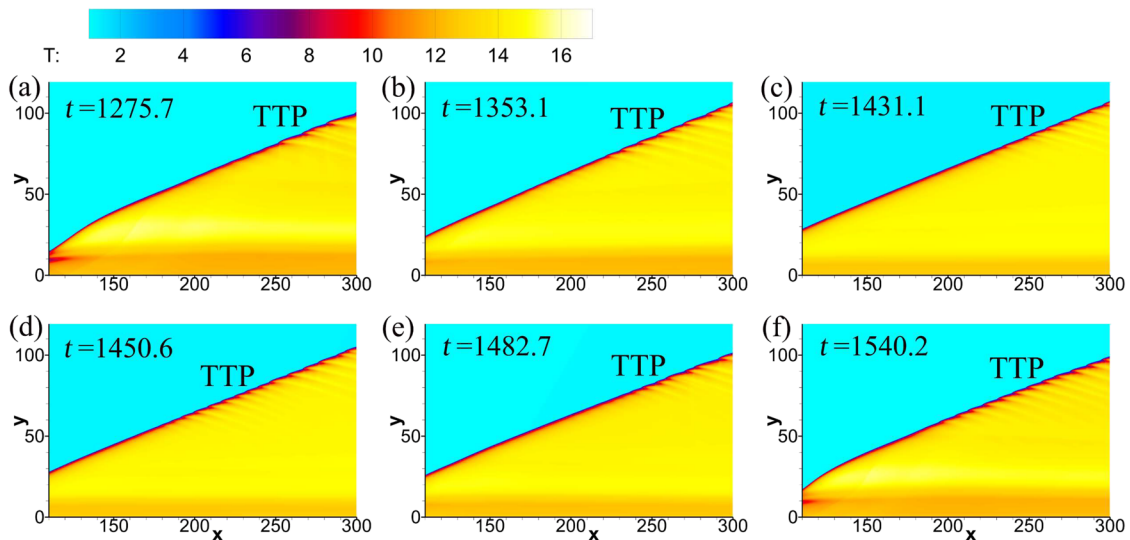 T: 2 4 6 8 10 12 14 16
(a) (b) (c)
t=1275.7 t=1353.1 t=1431.1
TTP TTP TTP
100 100 100
y y y
50 50 50
0 0 0
150 200 250 300 150 200 250 300 150 200 250 300
(d) (e) (f)
t=1450.6 t=1482.7 t=1540.2
TTP TTP TTP
100 100 100
y y y
50 50 50
0 0 0
150 200 250 300 150 200 250 300 150 200 250 300
x x x